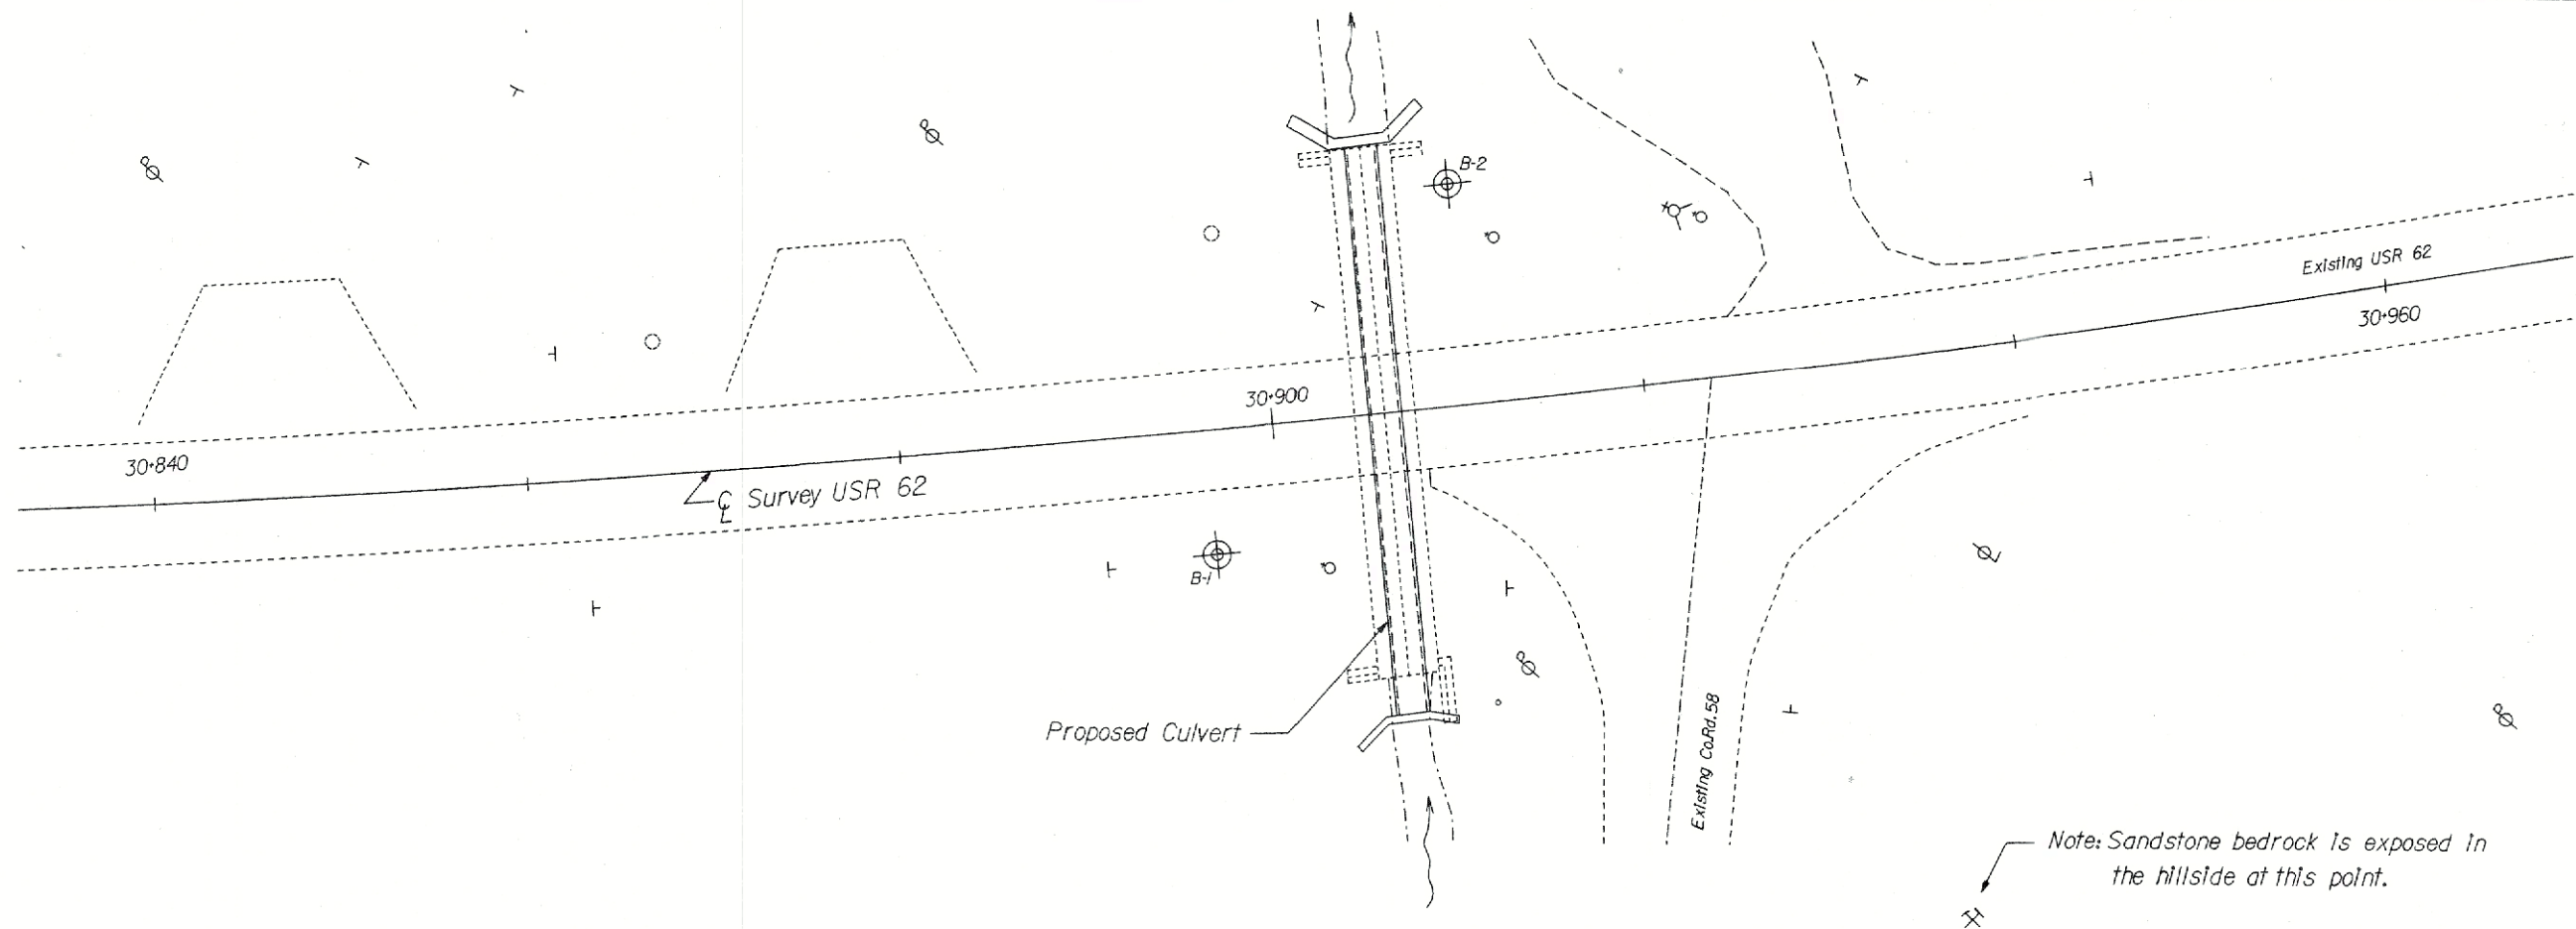 B-2
Existing USR 62
30+960
30+900
30+840
℄ Survey USR 62
B-1
Proposed Culvert
Existing Co.Rd.58
Note: Sandstone bedrock is exposed in
the hillside at this point.